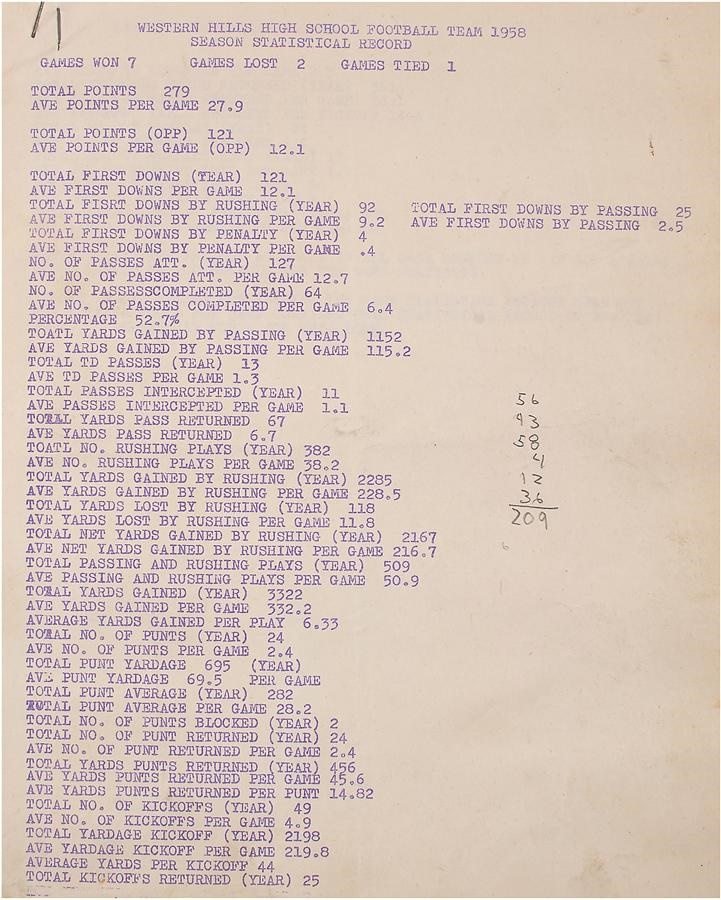 WESTERN HILLS HIGH SCHOOL FOOTBALL TEAM 1958
SEASON STATISTICAL RECORD
GAMES WON 7 GAMES LOST 2 GAMES TIED 1
TOTAL POINTS 279
AVE POINTS PER GAME 27.9
TOTAL POINTS (OPP) 121
AVE POINTS PER GAME (OPP) 12.1
TOTAL FIRST DOWNS (YEAR) 121
AVE FIRST DOWNS PER GAME 12.1
TOTAL FISRT DOWNS BY RUSHING (YEAR) 92 TOTAL FIRST DOWNS BY PASSING 25
AVE FIRST DOWNS BY RUSHING PER GAME 9.2 AVE FIRST DOWNS BY PASSING 2.5
TOTAL FIRST DOWNS BY PENALTY (YEAR) 4
AVE FIRST DOWNS BY PENALTY PER GAME .4
NO. OF PASSES ATT. (YEAR) 127
AVE NO. OF PASSES ATT. PER GAME 12.7
NO. OF PASSESSCOMPLETED (YEAR) 64
AVE NO. OF PASSES COMPLETED PER GAME 6.4
PERCENTAGE 52.7%
TOATL YARDS GAINED BY PASSING (YEAR) 1152
AVE YARDS GAINED BY PASSING PER GAME 115.2
TOTAL TD PASSES (YEAR) 13
AVE TD PASSES PER GAME 1.3
TOTAL PASSES INTERCEPTED (YEAR) 11
AVE PASSES INTERCEPTED PER GAME 1.1
TOTAL YARDS PASS RETURNED 67
AVE YARDS PASS RETURNED 6.7
TOATL NO. RUSHING PLAYS (YEAR) 382
AVE NO. RUSHING PLAYS PER GAME 38.2
TOTAL YARDS GAINED BY RUSHING (YEAR) 2285
AVE YARDS GAINED BY RUSHING PER GAME 228.5
TOTAL YARDS LOST BY RUSHING (YEAR) 118
AVE YARDS LOST BY RUSHING PER GAME 11.8
TOTAL NET YARDS GAINED BY RUSHING (YEAR) 2167
AVE NET YARDS GAINED BY RUSHING PER GAME 216.7
TOTAL PASSING AND RUSHING PLAYS (YEAR) 509
AVE PASSING AND RUSHING PLAYS PER GAME 50.9
TOTAL YARDS GAINED (YEAR) 3322
AVE YARDS GAINED PER GAME 332.2
AVERAGE YARDS GAINED PER PLAY 6.33
TOTAL NO. OF PUNTS (YEAR) 24
AVE NO. OF PUNTS PER GAME 2.4
TOTAL PUNT YARDAGE 695 (YEAR)
AVE PUNT YARDAGE 69.5 PER GAME
TOTAL PUNT AVERAGE (YEAR) 282
TOTAL PUNT AVERAGE PER GAME 28.2
TOTAL NO. OF PUNTS BLOCKED (YEAR) 2
TOTAL NO. OF PUNT RETURNED (YEAR) 24
AVE NO. OF PUNT RETURNED PER GAME 2.4
TOTAL YARDS PUNTS RETURNED (YEAR) 456
AVE YARDS PUNTS RETURNED PER GAME 45.6
AVE YARDS PUNTS RETURNED PER PUNT 14.82
TOTAL NO. OF KICKOFFS (YEAR) 49
AVE NO. OF KICKOFFS PER GAME 4.9
TOTAL YARDAGE KICKOFF (YEAR) 2198
AVE YARDAGE KICKOFF PER GAME 219.8
AVERAGE YARDS PER KICKOFF 44
TOTAL KICKOFFS RETURNED (YEAR) 25
56
93
58
4
12
36
209